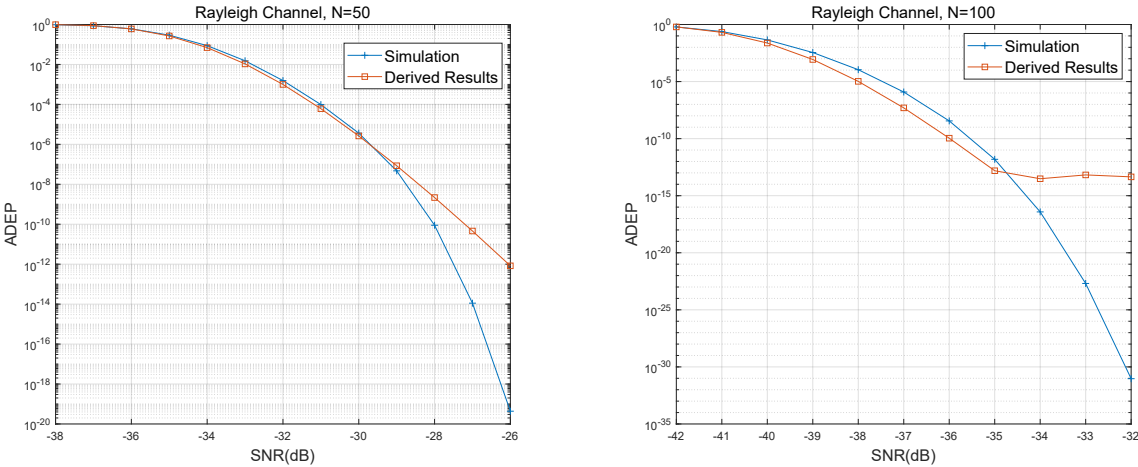 Rayleigh Channel, N=50
10^0
10^-2
10^-4
10^-6
10^-8
10^-10
10^-12
10^-14
10^-16
10^-18
10^-20
ADEP
Simulation
Derived Results
-38 -36 -34 -32 -30 -28 -26
SNR(dB)
Rayleigh Channel, N=100
10^0
10^-5
10^-10
10^-15
10^-20
10^-25
10^-30
10^-35
ADEP
Simulation
Derived Results
-42 -41 -40 -39 -38 -37 -36 -35 -34 -33 -32
SNR(dB)